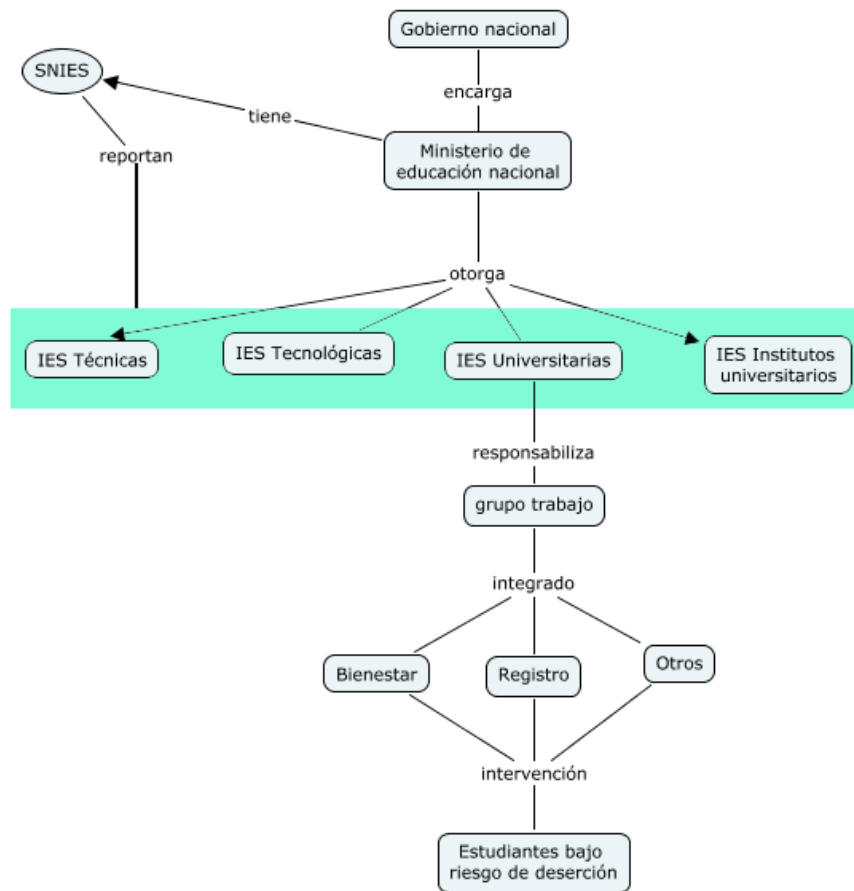 Gobierno nacional
SNIES
encarga
tiene
Ministerio de
educación nacional
reportan
otorga
IES Técnicas
IES Tecnológicas
IES Universitarias
IES Institutos
universitarios
responsabiliza
grupo trabajo
integrado
Bienestar
Registro
Otros
intervención
Estudiantes bajo
riesgo de deserción